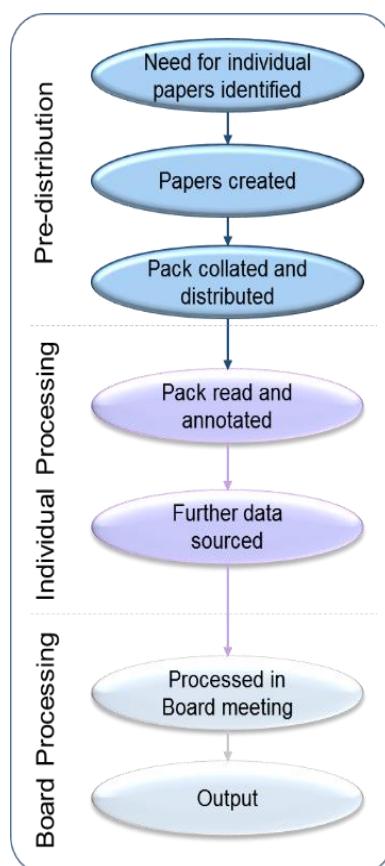 Pre-distribution
Need for individual
papers identified
Papers created
Pack collated and
distributed
Individual Processing
Pack read and
annotated
Further data
sourced
Board Processing
Processed in
Board meeting
Output